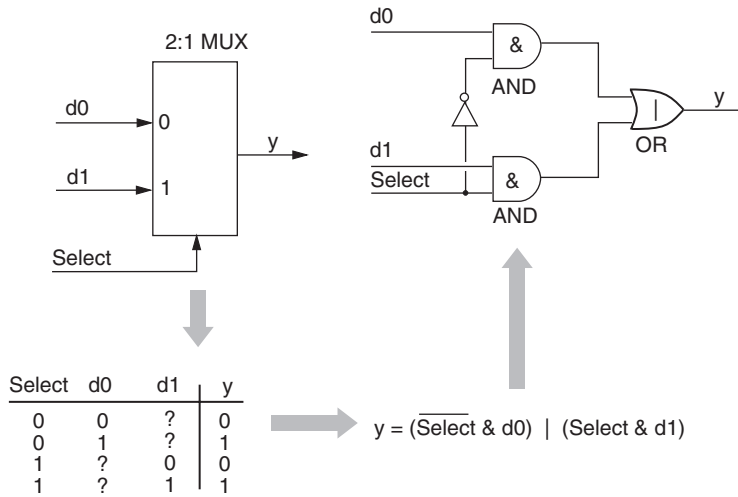 2:1 MUX
d0
0
d1
1
y
Select
d0
&
AND
d1
Select
&
AND
|
OR
y
Select d0 d1 y
0 0 ? 0
0 1 ? 1
1 ? 0 0
1 ? 1 1
y = (S̅e̅l̅e̅c̅t̅ & d0) | (Select & d1)